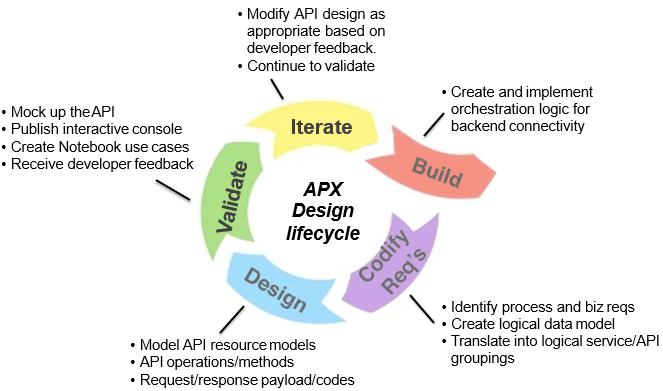 • Modify API design as
appropriate based on
developer feedback.
• Continue to validate
• Create and implement
orchestration logic for
backend connectivity
• Mock up the API
• Publish interactive console
• Create Notebook use cases
• Receive developer feedback
Iterate
Build
Validate
APX
Design
lifecycle
Codify
Req's
Design
• Identify process and biz reqs
• Create logical data model
• Translate into logical service/API
groupings
• Model API resource models
• API operations/methods
• Request/response payload/codes